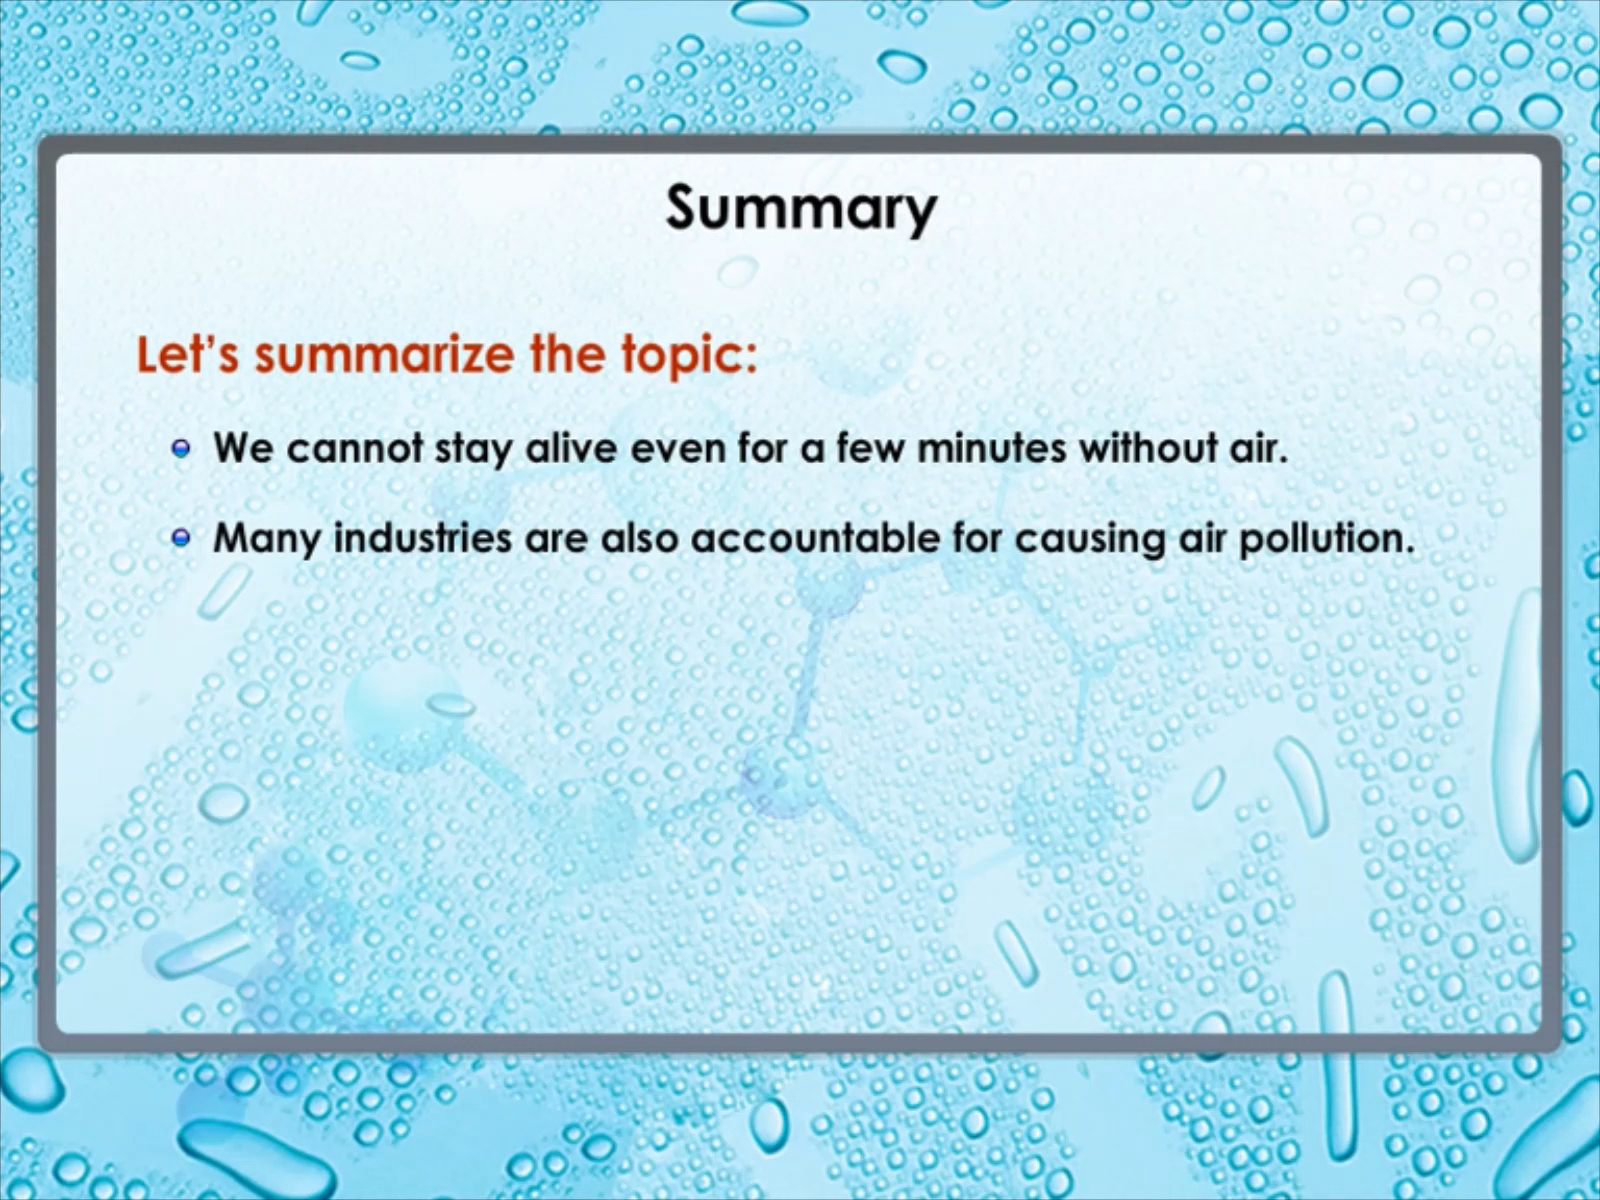 Summary
Let's summarize the topic:
We cannot stay alive even for a few minutes without air.
Many industries are also accountable for causing air pollution.